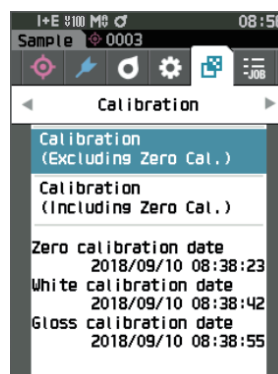 I+E 100 M0 08:5
Sample 0003
JOB
Calibration
Calibration
(Excluding Zero Cal.)
Calibration
(Including Zero Cal.)
Zero calibration date
2018/09/10 08:38:23
White calibration date
2018/09/10 08:38:42
Gloss calibration date
2018/09/10 08:38:55